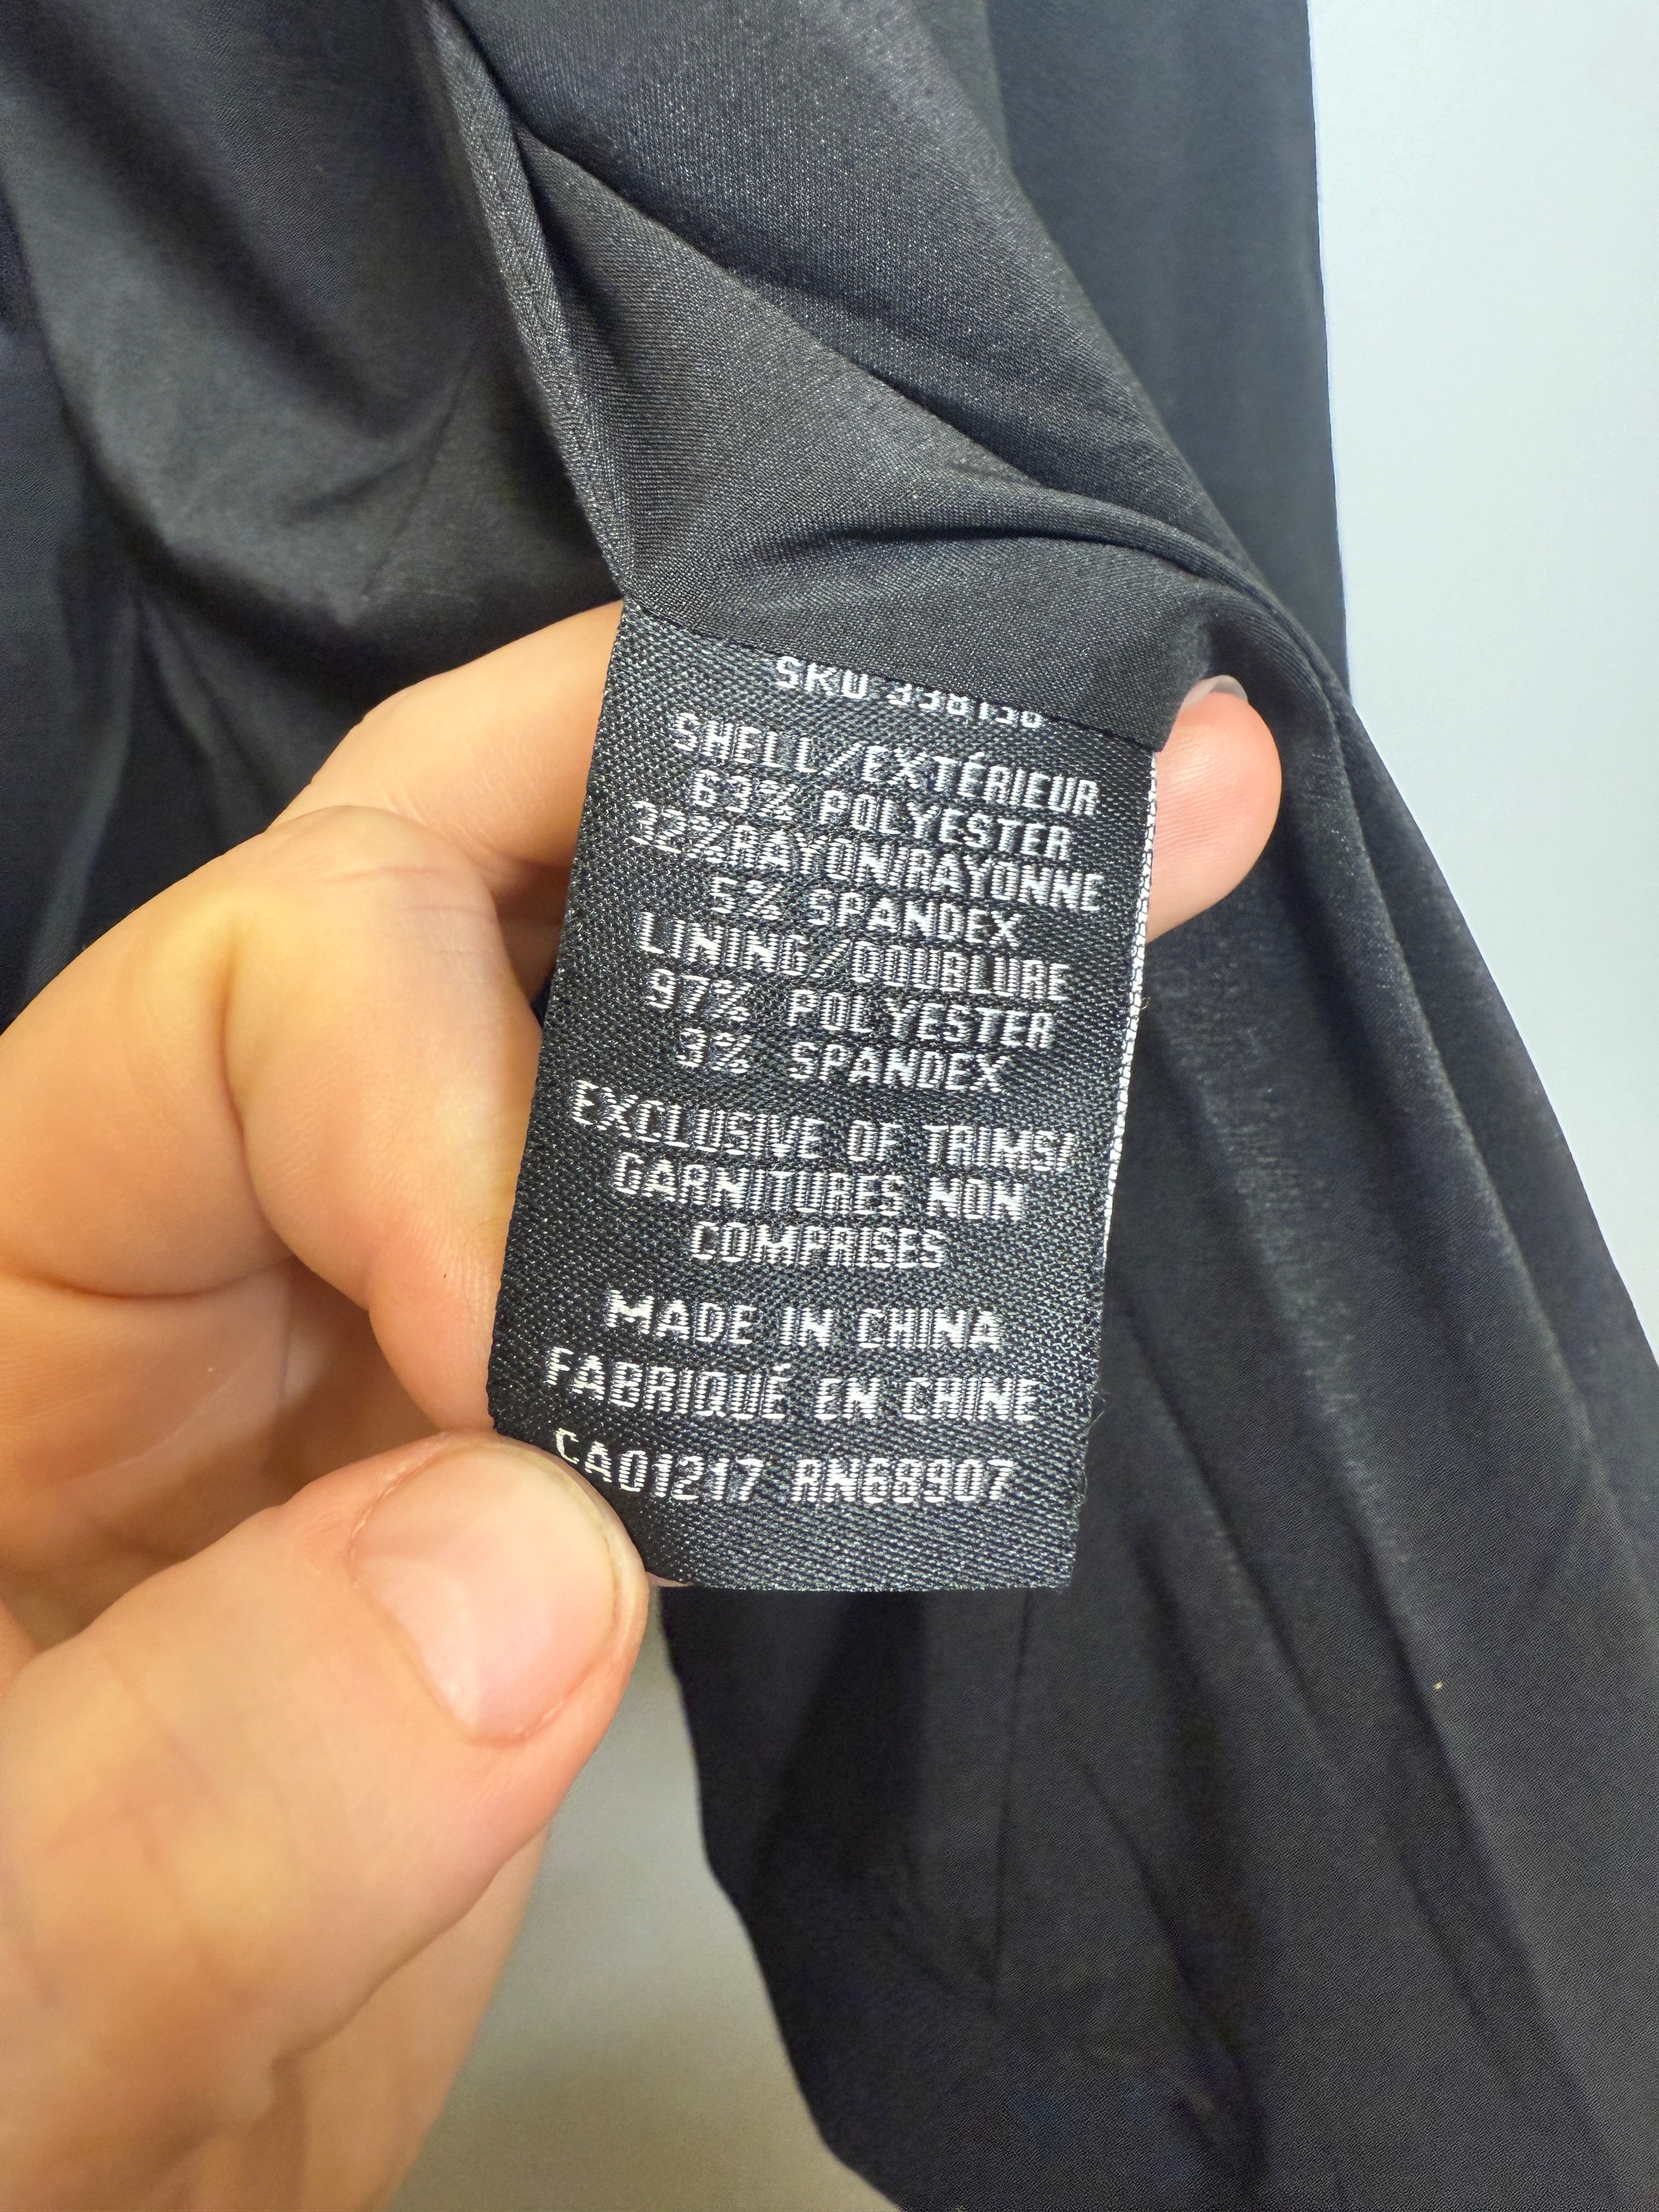 SKU
SHELL/EXTÉRIEUR
63% POLYESTER
32%RAYON/RAYONNE
5% SPANDEX
LINING/DOUBLURE
97% POLYESTER
3% SPANDEX
EXCLUSIVE OF TRIMS/
GARNITURES NON
COMPRISES
MADE IN CHINA
FABRIQUÉ EN CHINE
CA01217 RN68907